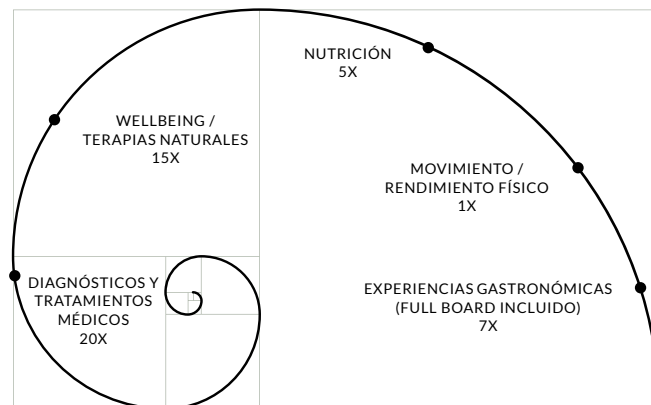 NUTRICIÓN
5X
WELLBEING /
TERAPIAS NATURALES
15X
MOVIMIENTO /
RENDIMIENTO FÍSICO
1X
DIAGNÓSTICOS Y
TRATAMIENTOS
MÉDICOS
20X
EXPERIENCIAS GASTRONÓMICAS
(FULL BOARD INCLUIDO)
7X